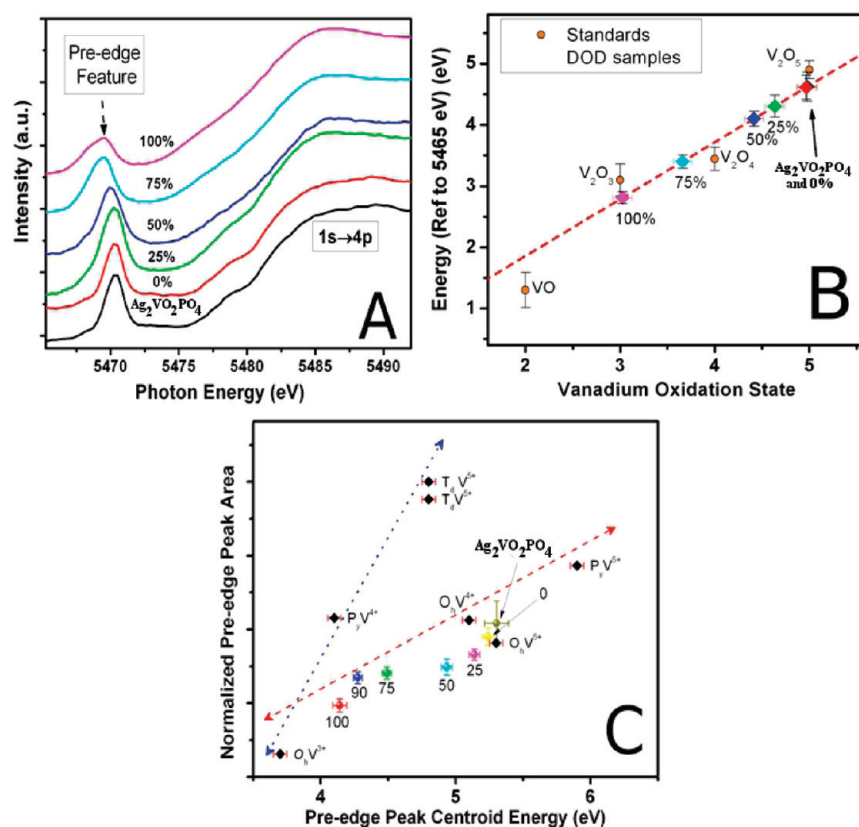 A
Pre-edge
Feature
100%
75%
50%
25%
0%
Ag2VO2PO4
1s→4p
Intensity (a.u.)
5470
5475
5480
5485
5490
Photon Energy (eV)
B
Standards
DOD samples
V2O5
50%
25%
V2O3
75%
V2O4
Ag2VO2PO4
and 0%
100%
VO
Energy (Ref to 5465 eV) (eV)
5
4
3
2
1
2
3
4
5
Vanadium Oxidation State
C
TdV5+
TdV5+
Ag2VO2PO4
PyV5+
0
OhV4+
PyV4+
OhV5+
90
75
50
25
100
OhV3+
Normalized Pre-edge Peak Area
4
5
6
Pre-edge Peak Centroid Energy (eV)